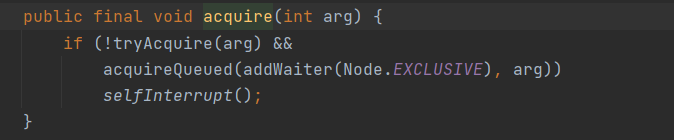 public final void acquire(int arg) {
    if (!tryAcquire(arg) &&
        acquireQueued(addWaiter(Node.EXCLUSIVE), arg))
        selfInterrupt();
}